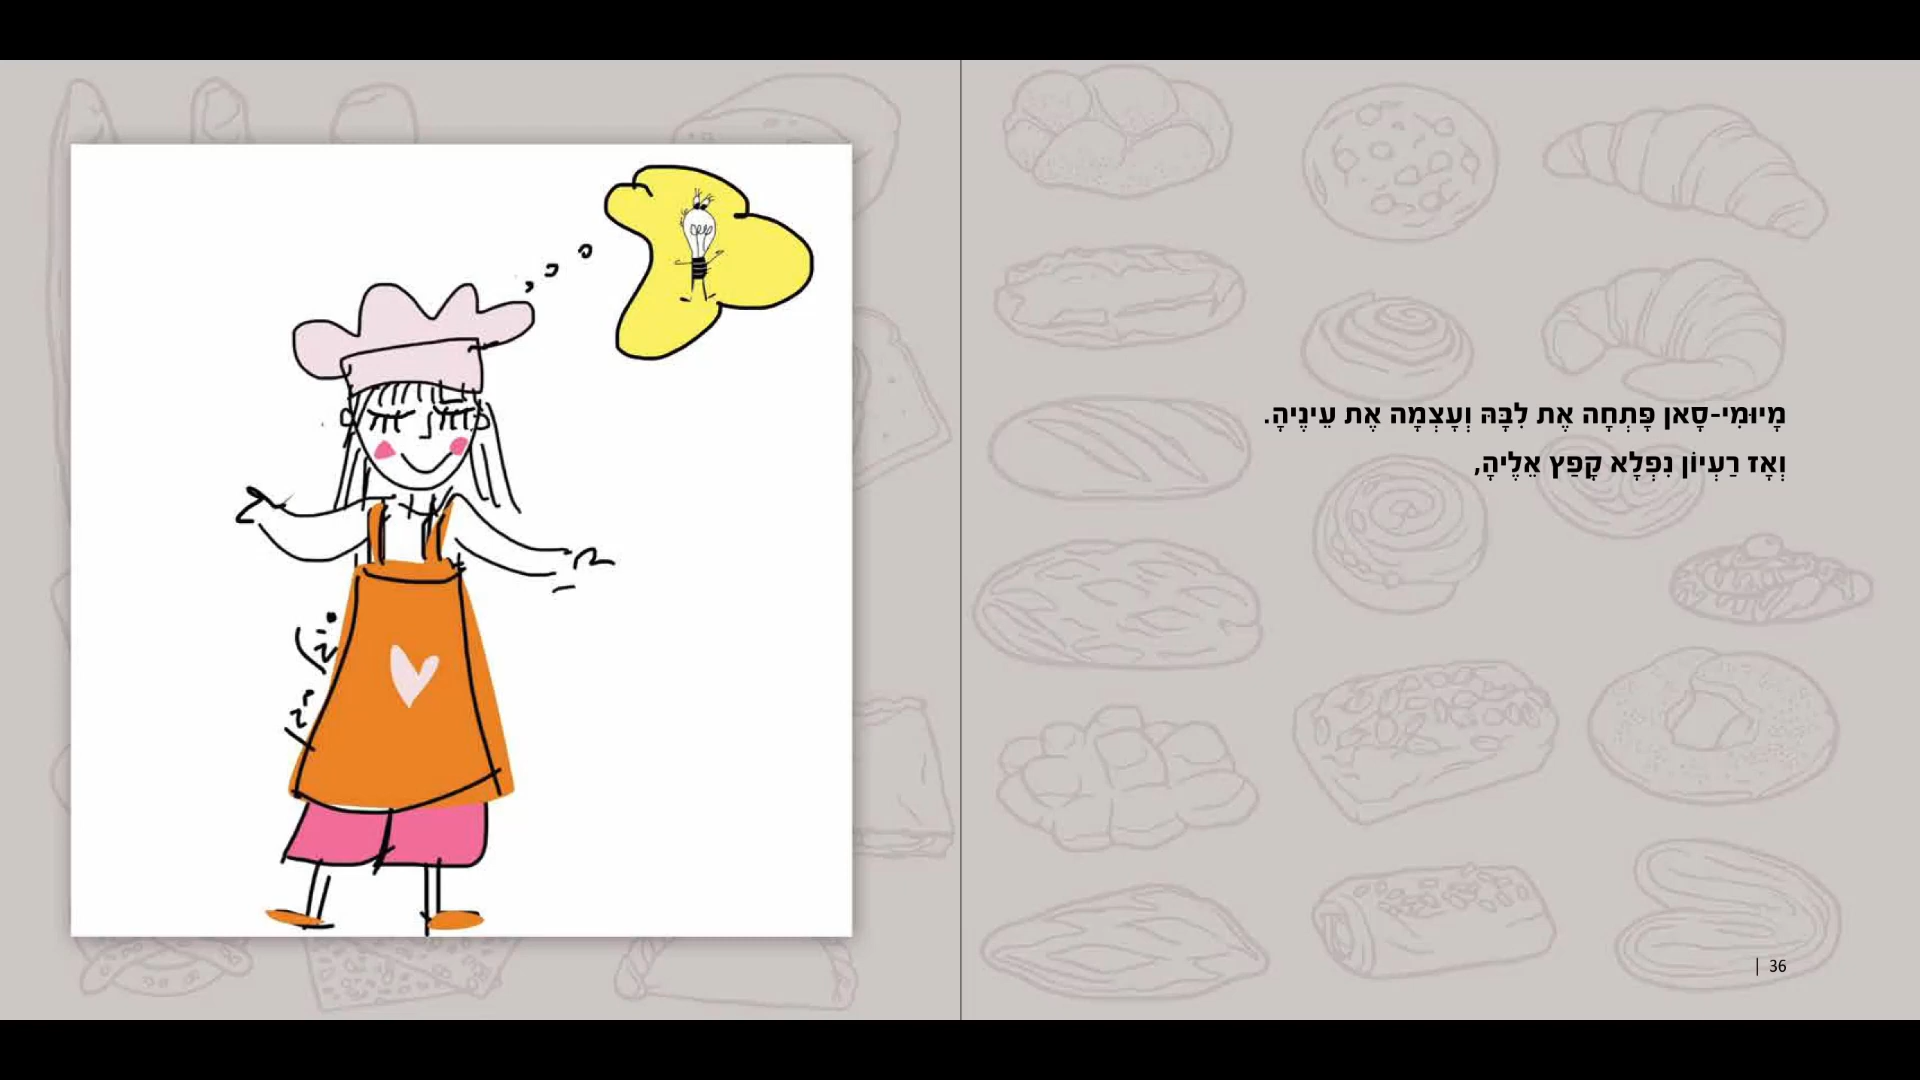 מָיוּמִי-סָאן פָּתְחָה אֶת לִבָּהּ וְעָצְמָה אֶת עֵינֶיהָ.
וְאָז רַעְיוֹן נִפְלָא קָפַץ אֵלֶיהָ,
| 36